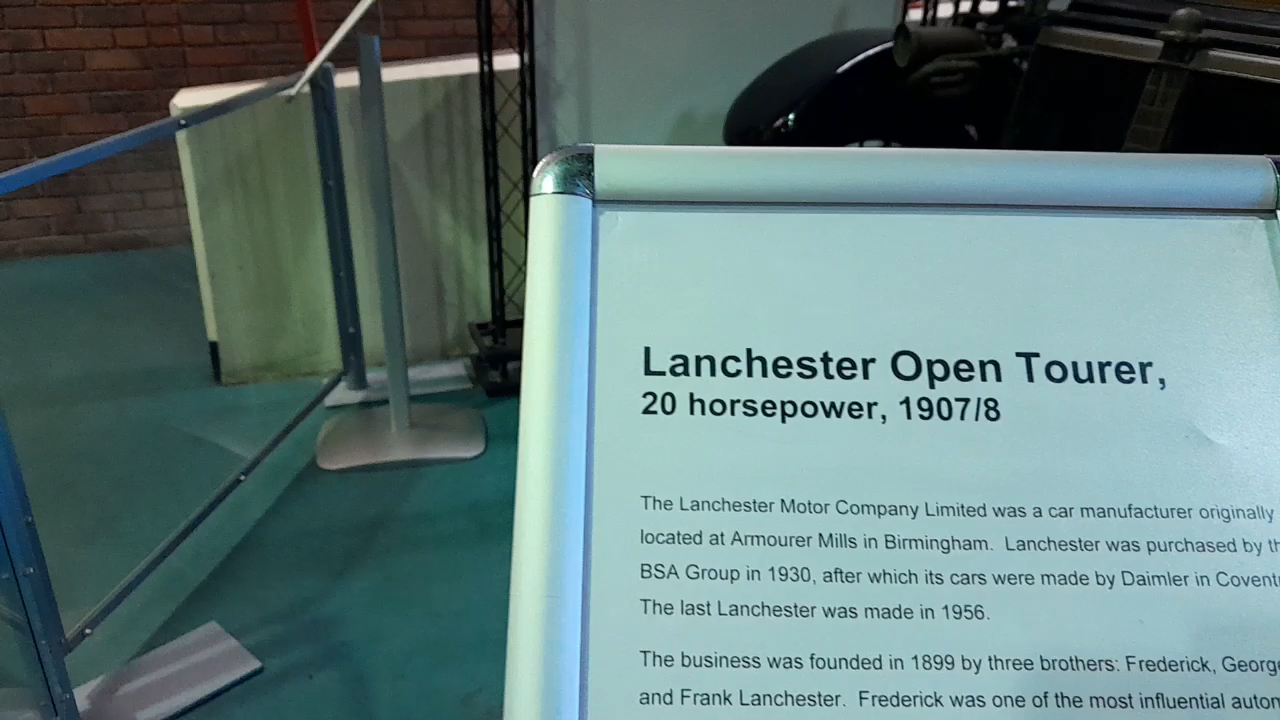 Lanchester Open Tourer,
20 horsepower, 1907/8
The Lanchester Motor Company Limited was a car manufacturer originally
located at Armourer Mills in Birmingham. Lanchester was purchased by
BSA Group in 1930, after which its cars were made by Daimler in
The last Lanchester was made in 1956.
The business was founded in 1899 by three brothers: Frederick,
and Frank Lanchester. Frederick was one of the most influential